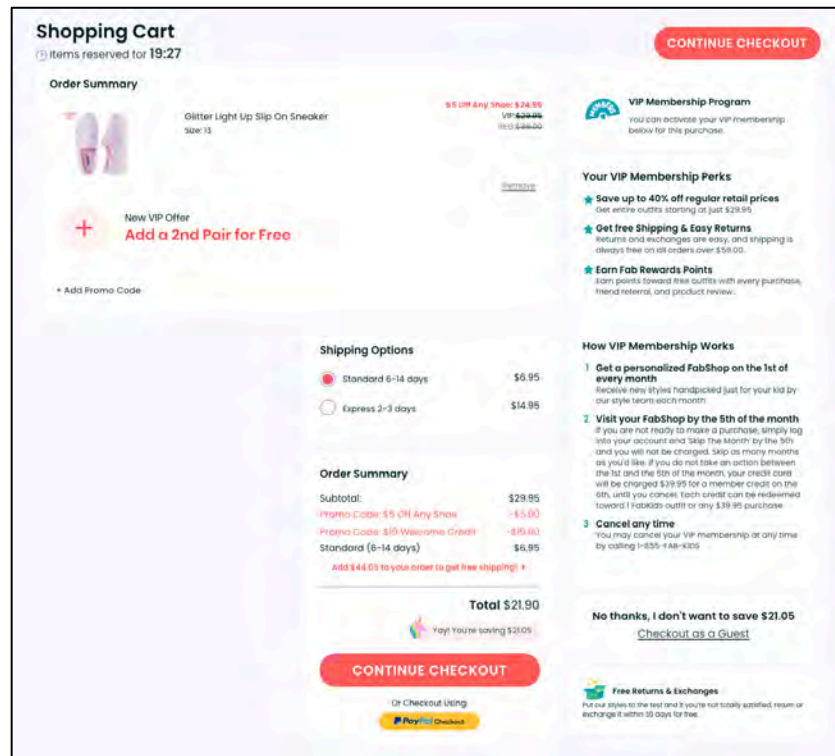 Shopping Cart
Items reserved for 19:27
CONTINUE CHECKOUT
Order Summary
Glitter Light Up Slip On Sneaker
Size: 13
$5 Off Any Shoe: $24.95
VIP: $29.95
Remove
New VIP Offer
Add a 2nd Pair for Free
+ Add Promo Code
Shipping Options
Standard 6-14 days $6.95
Express 2-3 days $14.95
Order Summary
Subtotal: $29.95
Promo Code: $5 Off Any Shoe -$5.00
Promo Code: $10 Welcome Credit -$10.00
Standard (6-14 days) $6.95
Add $44.05 to your order to get free shipping!
Total $21.90
Yay! You're saving $21.05
CONTINUE CHECKOUT
Or Checkout Using
PayPal Checkout
VIP Membership Program
You can activate your VIP membership
below for this purchase.
Your VIP Membership Perks
Save up to 40% off regular retail prices
Get entire outfits starting at just $29.95
Get free Shipping & Easy Returns
Returns and exchanges are easy, and shipping is
always free on all orders over $59.00.
Earn Fab Rewards Points
Earn points toward free outfits with every purchase,
friend referral, and product review.
How VIP Membership Works
1 Get a personalized FabShop on the 1st of
every month
Receive new styles handpicked just for your kid by
our style team each month
2 Visit your FabShop by the 5th of the month
If you are not ready to make a purchase, simply log
into your account and 'Skip The Month' by the 5th
and you will not be charged. Skip as many months
as you'd like. If you do not take an action between
the 1st and the 5th of the month, your credit card
will be charged $39.95 for a member credit on the
6th, until you cancel. Each credit can be redeemed
toward 1 FabKids outfit or any $39.95 purchase
3 Cancel any time
You may cancel your VIP membership at any time
by calling 1-855-FAB-KIDS
No thanks, I don't want to save $21.05
Checkout as a Guest
Free Returns & Exchanges
Put our styles to the test and if you're not totally satisfied, return or
exchange it within 30 days for free.